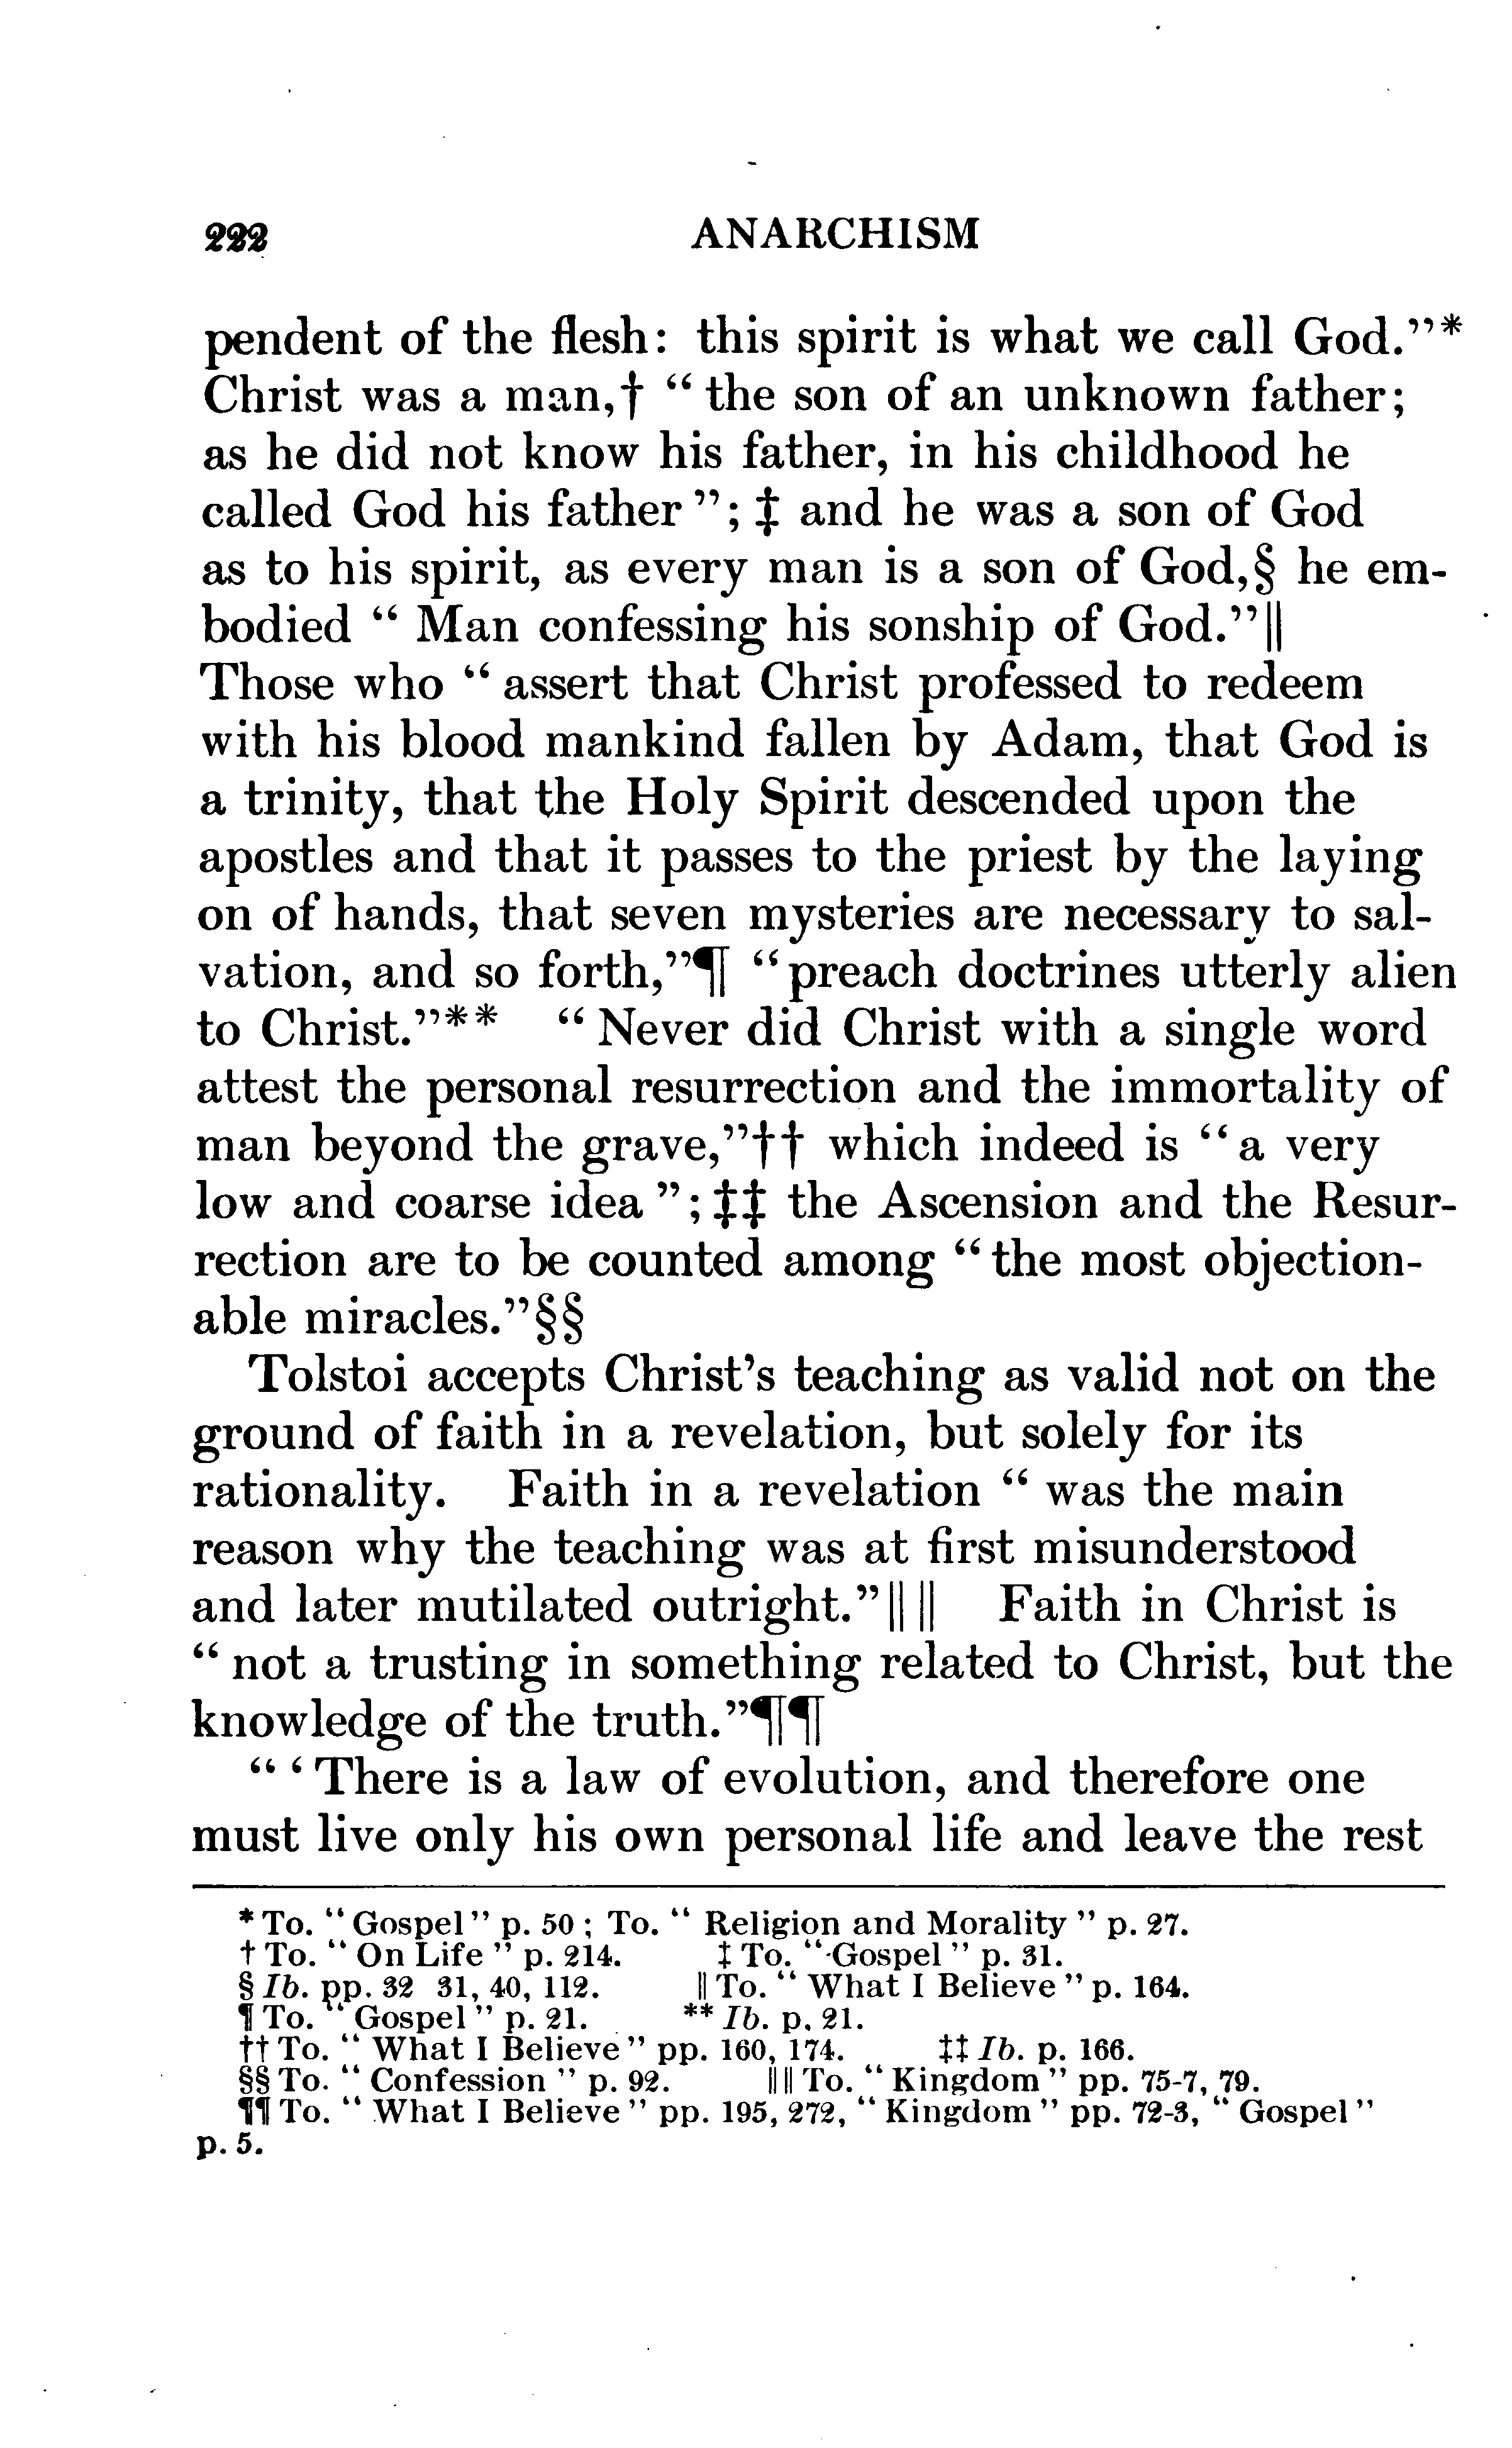 222 ANARCHISM
pendent of the flesh: this spirit is what we call God."*
Christ was a man,† " the son of an unknown father;
as he did not know his father, in his childhood he
called God his father "; ‡ and he was a son of God
as to his spirit, as every man is a son of God,§ he em-
bodied " Man confessing his sonship of God."‖
Those who " assert that Christ professed to redeem
with his blood mankind fallen by Adam, that God is
a trinity, that the Holy Spirit descended upon the
apostles and that it passes to the priest by the laying
on of hands, that seven mysteries are necessary to sal-
vation, and so forth,"¶ "preach doctrines utterly alien
to Christ."** " Never did Christ with a single word
attest the personal resurrection and the immortality of
man beyond the grave,"†† which indeed is "a very
low and coarse idea "; ‡‡ the Ascension and the Resur-
rection are to be counted among " the most objection-
able miracles."§§
Tolstoi accepts Christ's teaching as valid not on the
ground of faith in a revelation, but solely for its
rationality. Faith in a revelation " was the main
reason why the teaching was at first misunderstood
and later mutilated outright."‖‖ Faith in Christ is
" not a trusting in something related to Christ, but the
knowledge of the truth."¶¶
" ' There is a law of evolution, and therefore one
must live only his own personal life and leave the rest
* To. " Gospel" p. 50 ; To. " Religion and Morality " p. 27.
† To. " On Life " p. 214. ‡ To. " Gospel " p. 31.
§ Ib. pp. 32 31, 40, 112. ‖ To. " What I Believe " p. 164.
¶ To. " Gospel " p. 21. ** Ib. p. 21.
†† To. " What I Believe " pp. 160, 174. ‡‡ Ib. p. 166.
§§ To. " Confession " p. 92. ‖‖ To. " Kingdom " pp. 75-7, 79.
¶¶ To. " What I Believe " pp. 195, 272, " Kingdom " pp. 72-3, " Gospel "
p. 5.